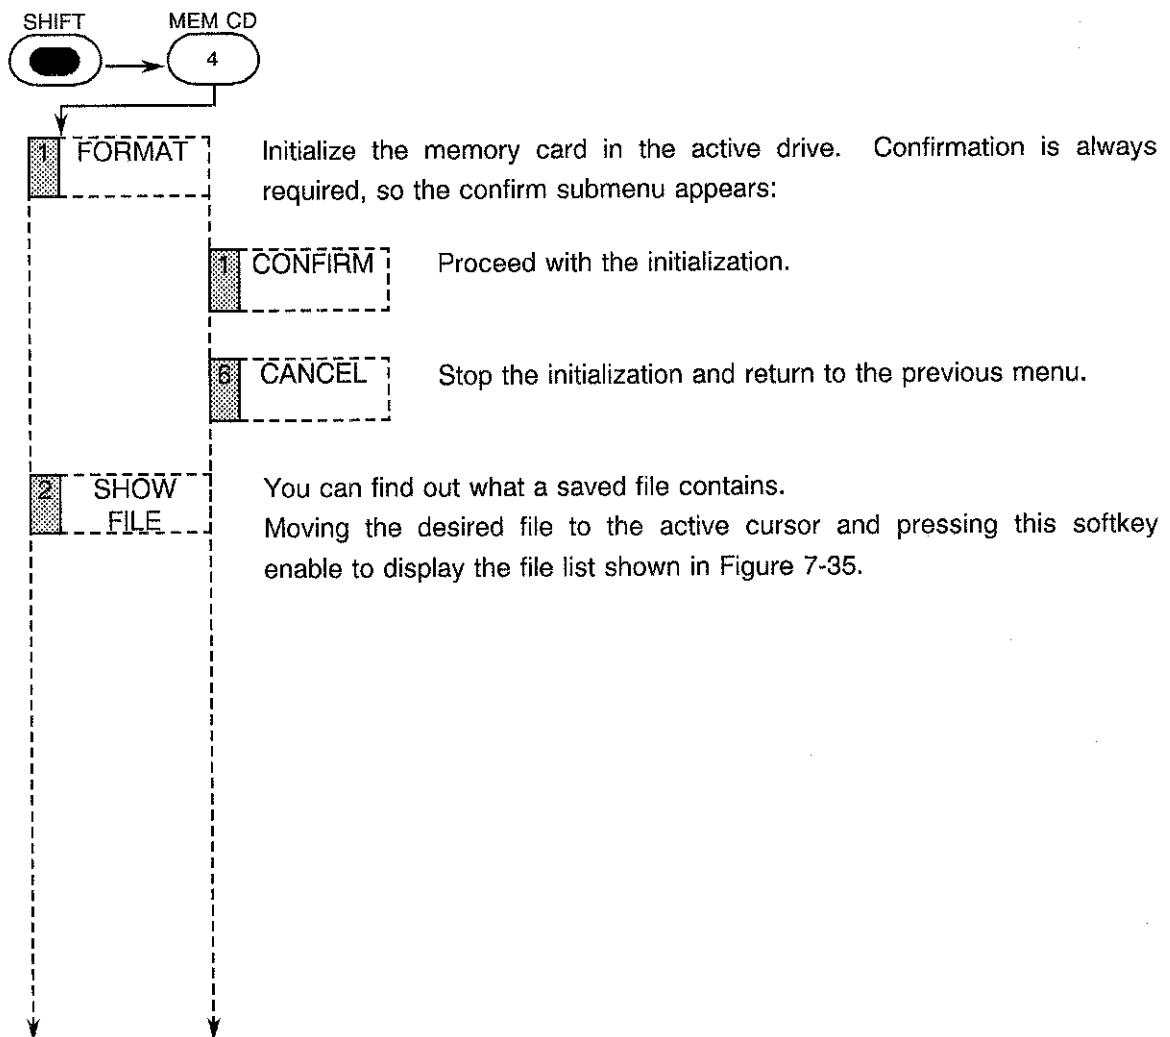 SHIFT MEM CD
4
1 FORMAT Initialize the memory card in the active drive. Confirmation is always
required, so the confirm submenu appears:
1 CONFIRM Proceed with the initialization.
6 CANCEL Stop the initialization and return to the previous menu.
2 SHOW You can find out what a saved file contains.
FILE Moving the desired file to the active cursor and pressing this softkey
enable to display the file list shown in Figure 7-35.